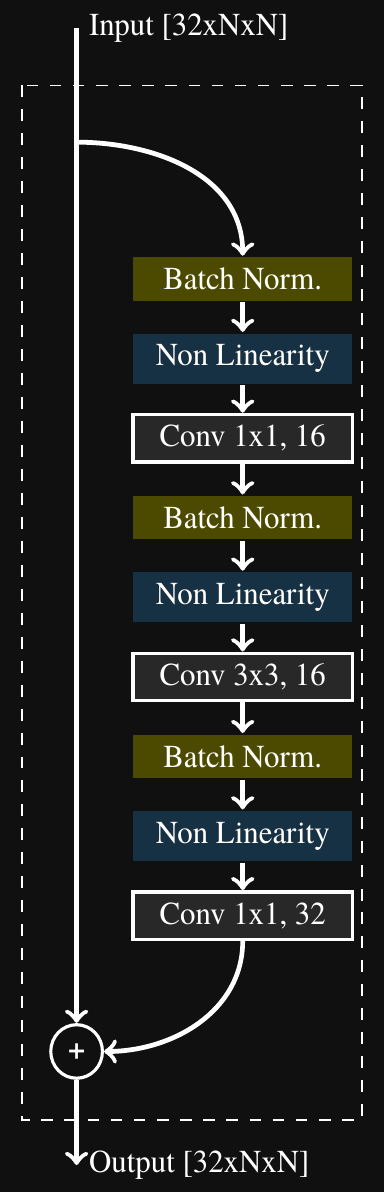 Input [32xNxN]
Batch Norm.
Non Linearity
Conv 1x1, 16
Batch Norm.
Non Linearity
Conv 3x3, 16
Batch Norm.
Non Linearity
Conv 1x1, 32
+
Output [32xNxN]